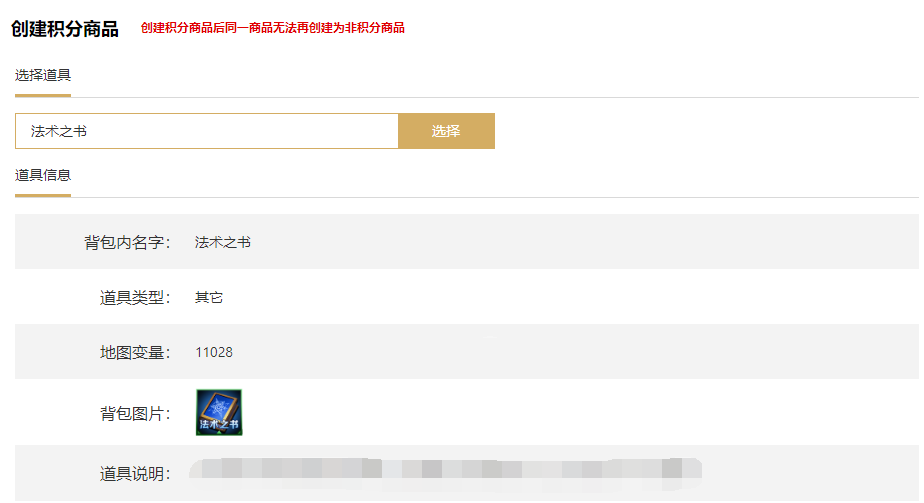 创建积分商品 创建积分商品后同一商品无法再创建为非积分商品
选择道具
法术之书 选择
道具信息
背包内名字： 法术之书
道具类型： 其它
地图变量： 11028
背包图片： 法术之书
道具说明：